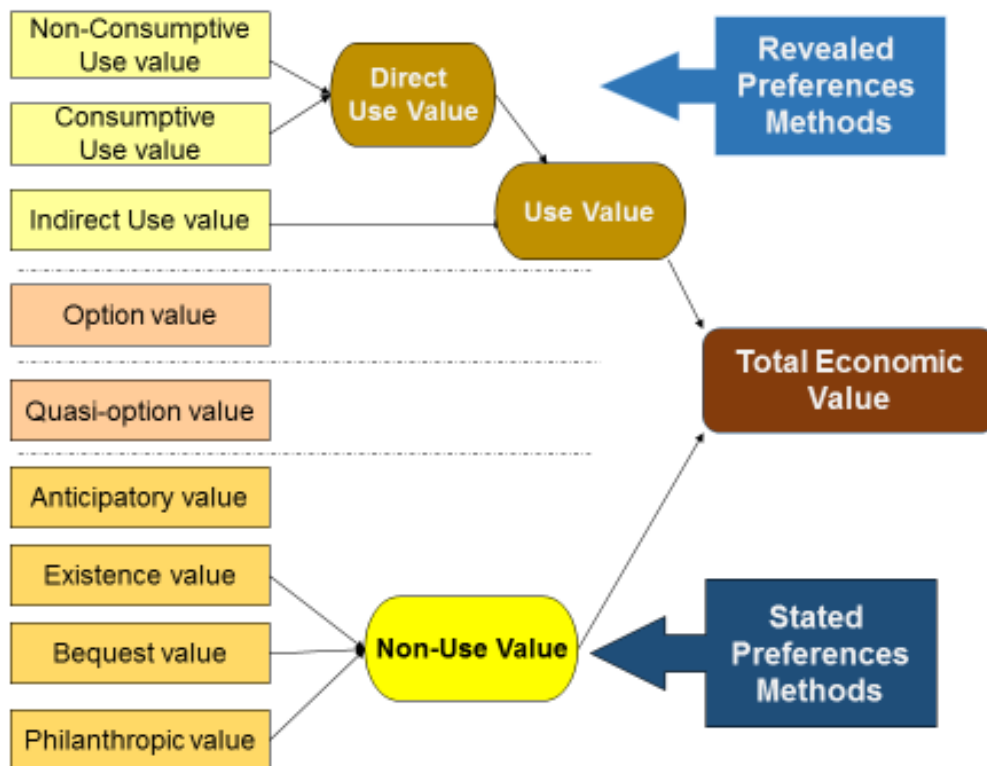 Non-Consumptive
Use value
Consumptive
Use value
Indirect Use value
Option value
Quasi-option value
Anticipatory value
Existence value
Bequest value
Philanthropic value
Direct
Use Value
Use Value
Non-Use Value
Revealed
Preferences
Methods
Total Economic
Value
Stated
Preferences
Methods